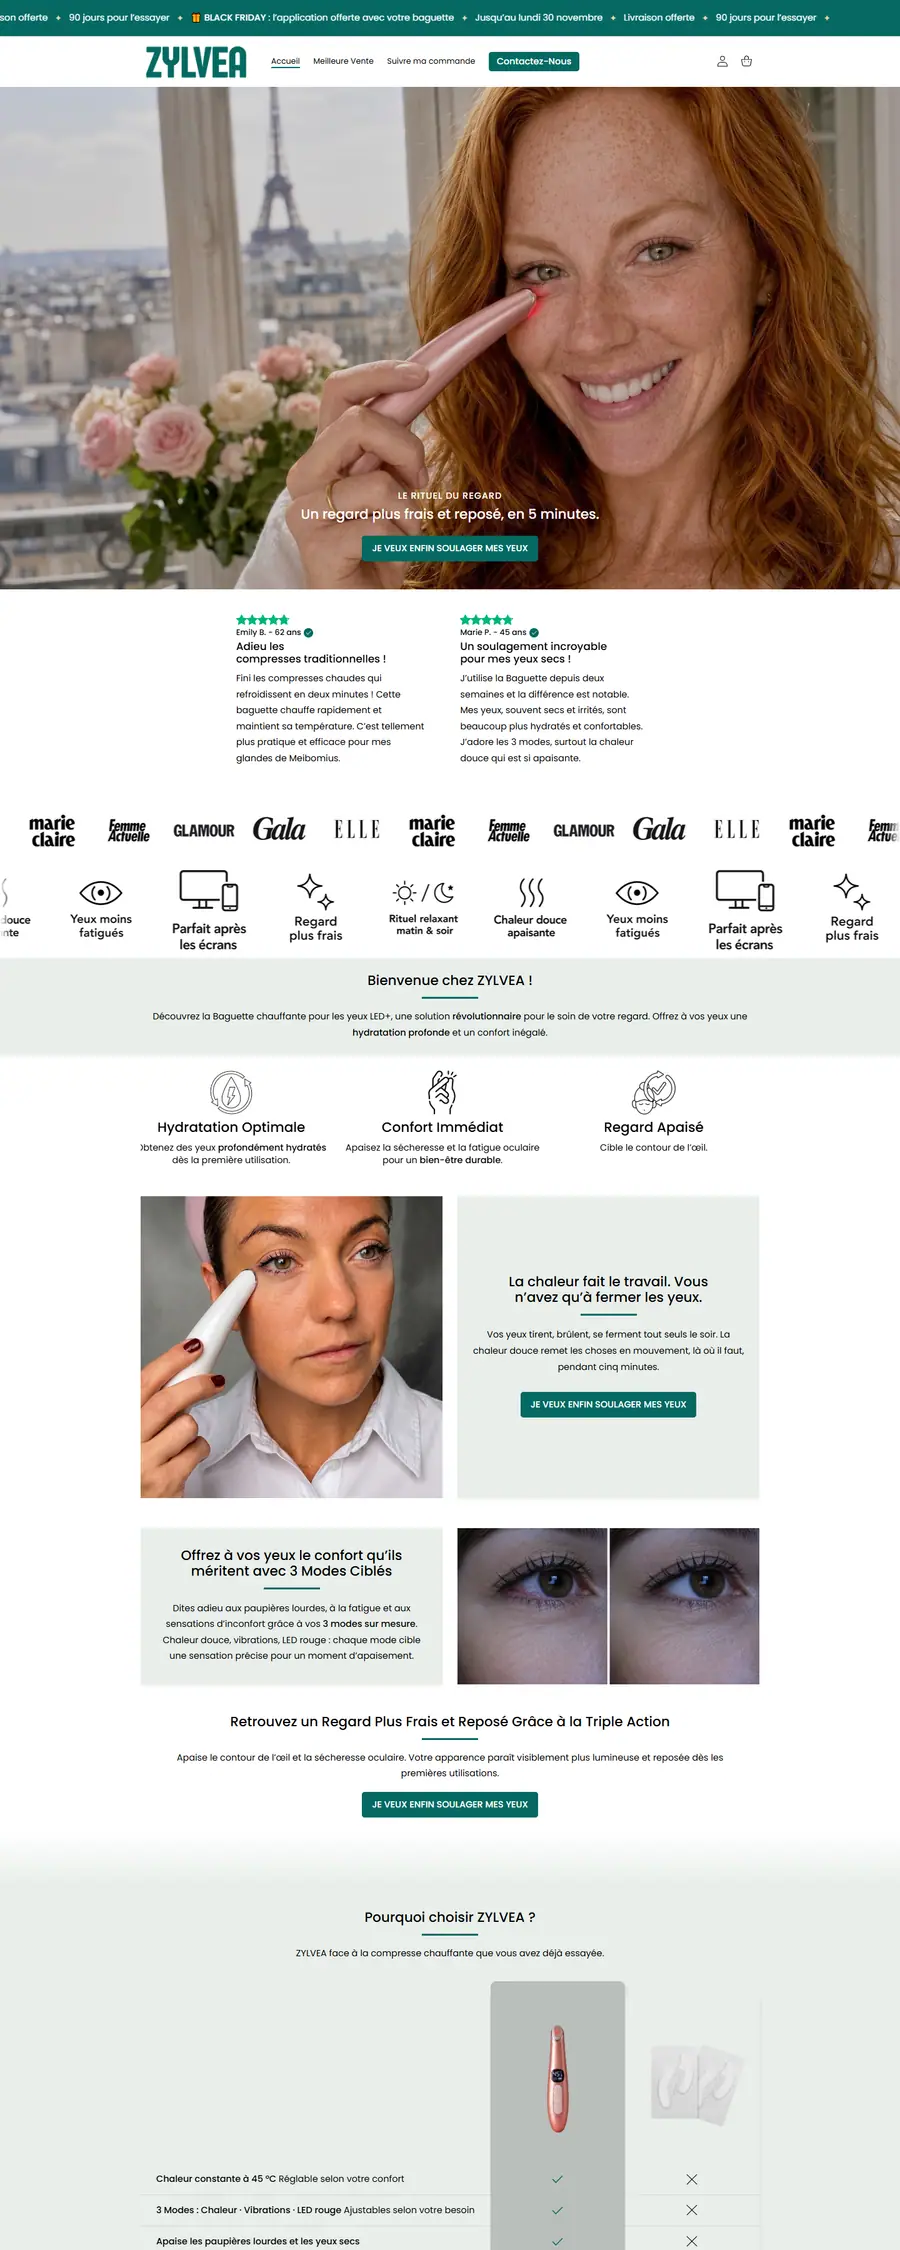 son offerte ✦ 90 jours pour l'essayer ✦ 🎁 BLACK FRIDAY : l'application offerte avec votre baguette ✦ Jusqu'au lundi 30 novembre ✦ Livraison offerte ✦ 90 jours pour l'essayer ✦
ZYLVEA
Accueil Meilleure Vente Suivre ma commande Contactez-Nous
LE RITUEL DU REGARD
Un regard plus frais et reposé, en 5 minutes.
JE VEUX ENFIN SOULAGER MES YEUX
Emily B. - 62 ans
Adieu les
compresses traditionnelles !
Fini les compresses chaudes qui
refroidissent en deux minutes ! Cette
baguette chauffe rapidement et
maintient sa température. C'est tellement
plus pratique et efficace pour mes
glandes de Meibomius.
Marie P. - 45 ans
Un soulagement incroyable
pour mes yeux secs !
J'utilise la Baguette depuis deux
semaines et la différence est notable.
Mes yeux, souvent secs et irrités, sont
beaucoup plus hydratés et confortables.
J'adore les 3 modes, surtout la chaleur
douce qui est si apaisante.
marie claire Femme Actuelle GLAMOUR Gala ELLE marie claire Femme Actuelle GLAMOUR Gala ELLE marie claire Femm Actue
douce
nte
Yeux moins
fatigués
Parfait après
les écrans
Regard
plus frais
Rituel relaxant
matin & soir
Chaleur douce
apaisante
Yeux moins
fatigués
Parfait après
les écrans
Regard
plus frais
Bienvenue chez ZYLVEA !
Découvrez la Baguette chauffante pour les yeux LED+, une solution révolutionnaire pour le soin de votre regard. Offrez à vos yeux une
hydratation profonde et un confort inégalé.
Hydratation Optimale
Obtenez des yeux profondément hydratés
dès la première utilisation.
Confort Immédiat
Apaisez la sécheresse et la fatigue oculaire
pour un bien-être durable.
Regard Apaisé
Cible le contour de l'œil.
La chaleur fait le travail. Vous
n'avez qu'à fermer les yeux.
Vos yeux tirent, brûlent, se ferment tout seuls le soir. La
chaleur douce remet les choses en mouvement, là où il faut,
pendant cinq minutes.
JE VEUX ENFIN SOULAGER MES YEUX
Offrez à vos yeux le confort qu'ils
méritent avec 3 Modes Ciblés
Dites adieu aux paupières lourdes, à la fatigue et aux
sensations d'inconfort grâce à vos 3 modes sur mesure.
Chaleur douce, vibrations, LED rouge : chaque mode cible
une sensation précise pour un moment d'apaisement.
Retrouvez un Regard Plus Frais et Reposé Grâce à la Triple Action
Apaise le contour de l'œil et la sécheresse oculaire. Votre apparence paraît visiblement plus lumineuse et reposée dès les
premières utilisations.
JE VEUX ENFIN SOULAGER MES YEUX
Pourquoi choisir ZYLVEA ?
ZYLVEA face à la compresse chauffante que vous avez déjà essayée.
Chaleur constante à 45 °C Réglable selon votre confort
3 Modes : Chaleur · Vibrations · LED rouge Ajustables selon votre besoin
Apaise les paupières lourdes et les yeux secs